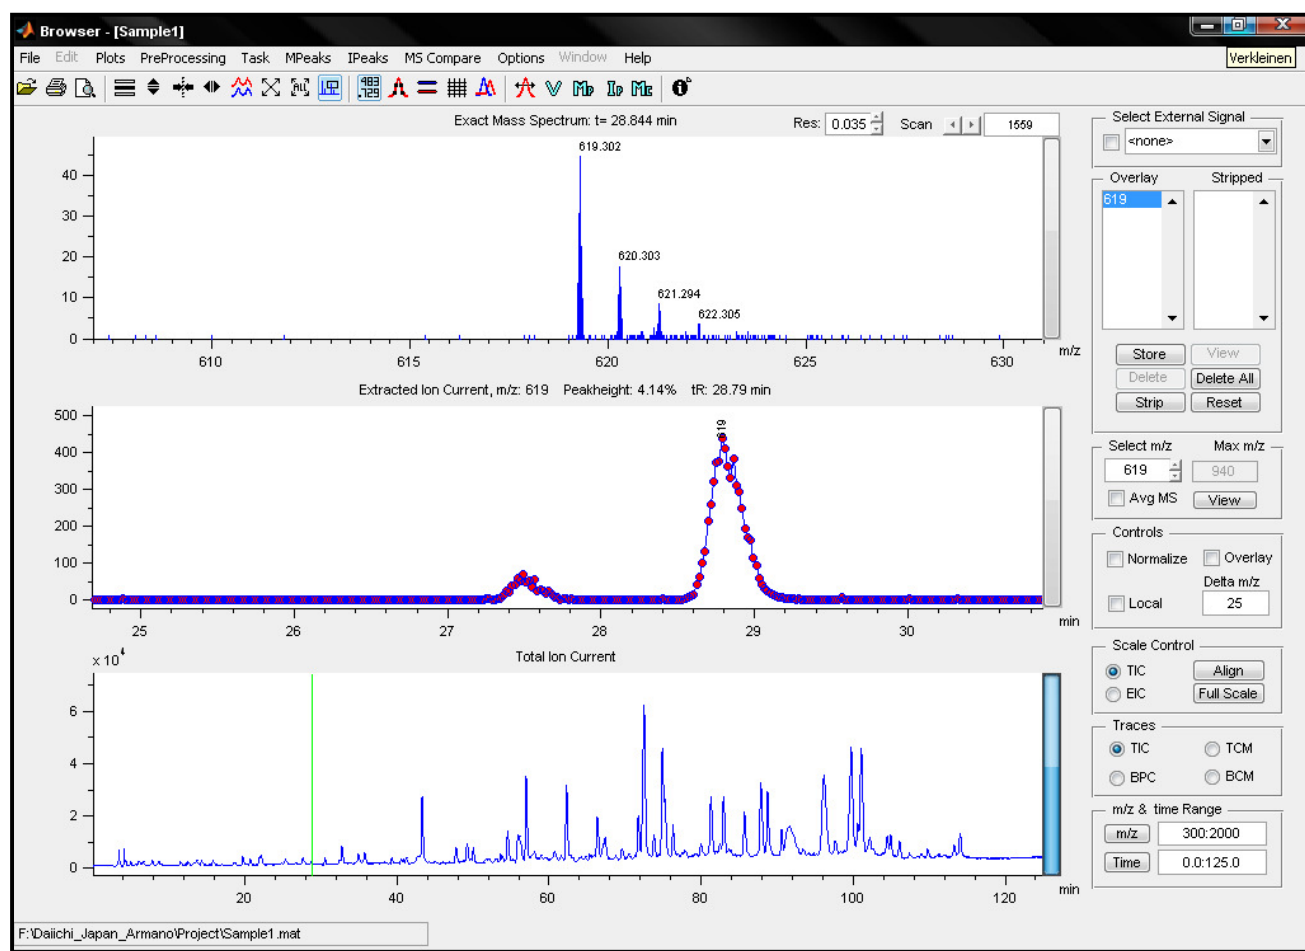 Browser - [Sample1]
File Edit Plots PreProcessing Task MPeaks IPeaks MS Compare Options Window Help
Verkleinen
Exact Mass Spectrum: t= 28.844 min
Res: 0.035 Scan 1559
619.302
620.303
621.294
622.305
40
30
20
10
0
610 615 620 625 630
m/z
Extracted Ion Current, m/z: 619 Peakheight: 4.14% tR: 28.79 min
619
500
400
300
200
100
0
25 26 27 28 29 30
min
Total Ion Current
x 10
6
4
2
0
20 40 60 80 100 120
min
Select External Signal
<none>
Overlay Stripped
619
Store View
Delete Delete All
Strip Reset
Select m/z Max m/z
619 940
Avg MS View
Controls
Normalize Overlay
Delta m/z
Local 25
Scale Control
TIC Align
EIC Full Scale
Traces
TIC TCM
BPC BCM
m/z & time Range
m/z 300:2000
Time 0.0:125.0
F:\Daiichi_Japan_Armano\Project\Sample1.mat